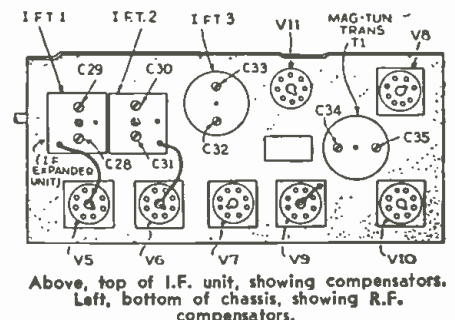 I F T 1
I.F.T. 2
I F T 3
V11
MAG-TUN
TRANS
T1
V8
C29
C30
C33
C34
C35
C28
C31
C32
(I.F.
EXPANDER
UNIT)
V5
V6
V7
V9
V10
Above, top of I.F. unit, showing compensators.
Left, bottom of chassis, showing R.F.
compensators.